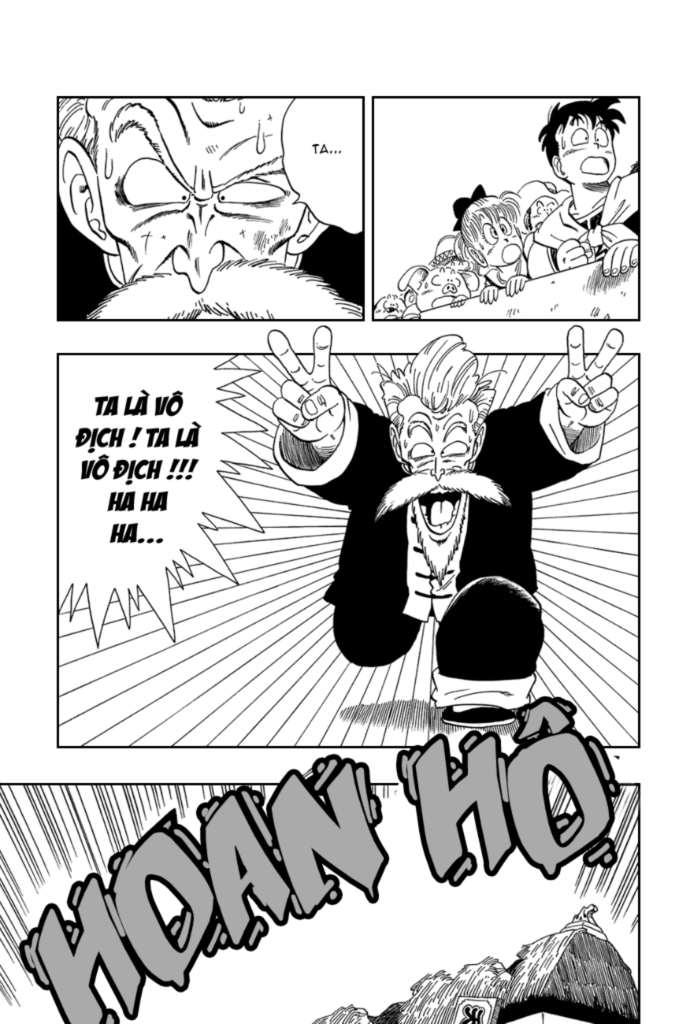 TA...
TA LÀ VÔ
ĐỊCH ! TA LÀ
VÔ ĐỊCH !!!
HA HA
HA...
HOAN HÔ